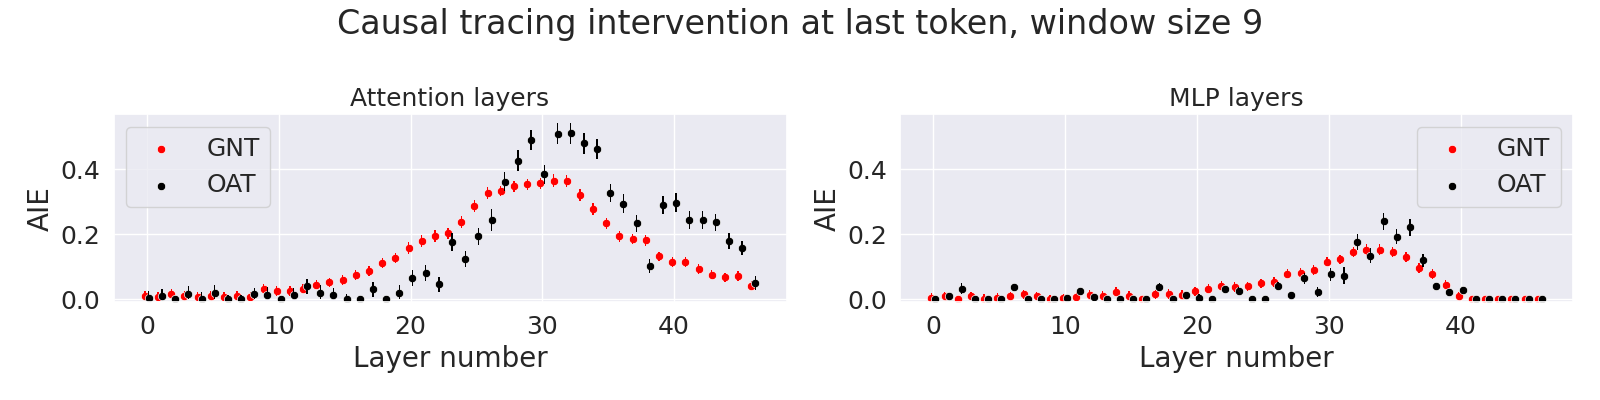 Causal tracing intervention at last token, window size 9
Attention layers
GNT
OAT
0.4
0.2
0.0
AIE
0 10 20 30 40
Layer number
MLP layers
GNT
OAT
0.4
0.2
0.0
AIE
0 10 20 30 40
Layer number